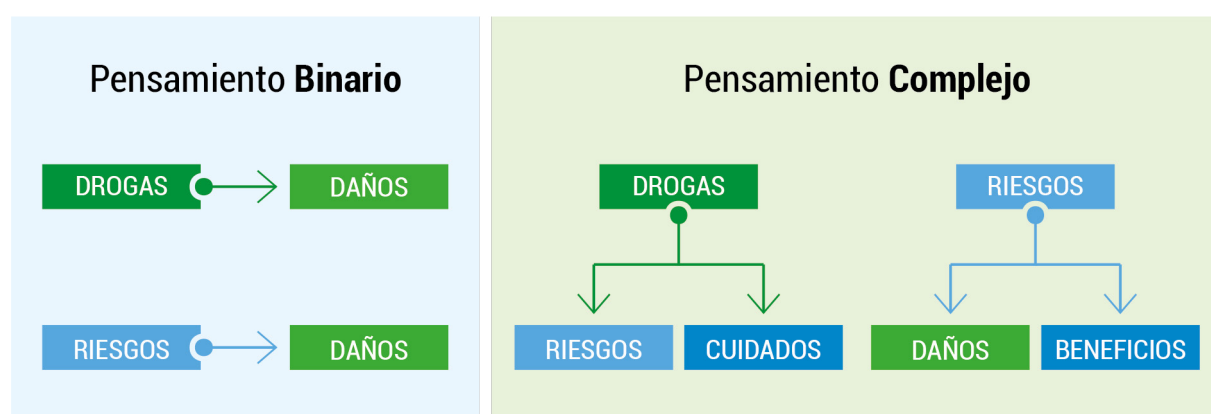 Pensamiento Binario
DROGAS DAÑOS
RIESGOS DAÑOS
Pensamiento Complejo
DROGAS RIESGOS
RIESGOS CUIDADOS DAÑOS BENEFICIOS